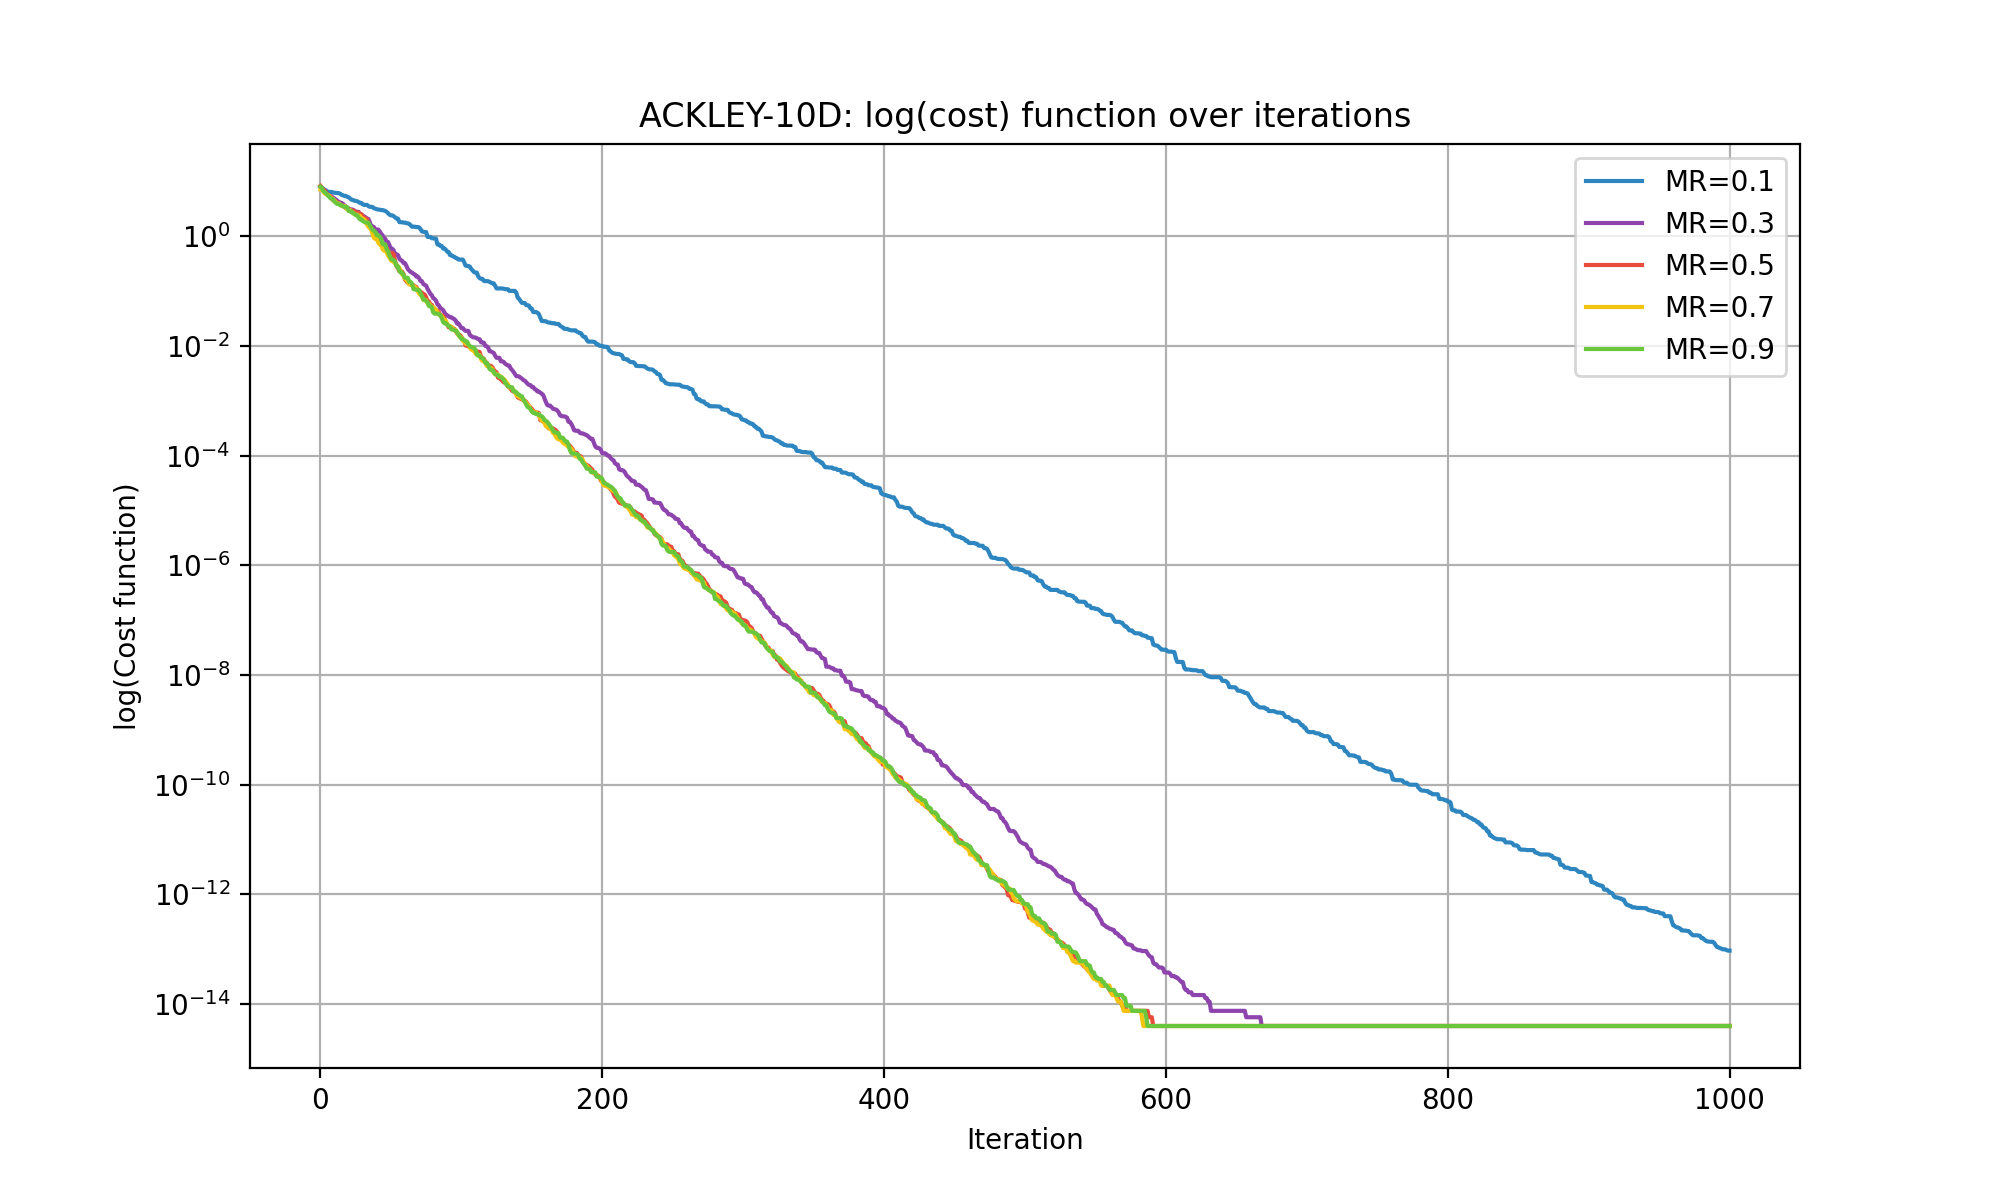 ACKLEY-10D: log(cost) function over iterations
MR=0.1
MR=0.3
MR=0.5
MR=0.7
MR=0.9
log(Cost function)
10⁰
10⁻²
10⁻⁴
10⁻⁶
10⁻⁸
10⁻¹⁰
10⁻¹²
10⁻¹⁴
0 200 400 600 800 1000
Iteration